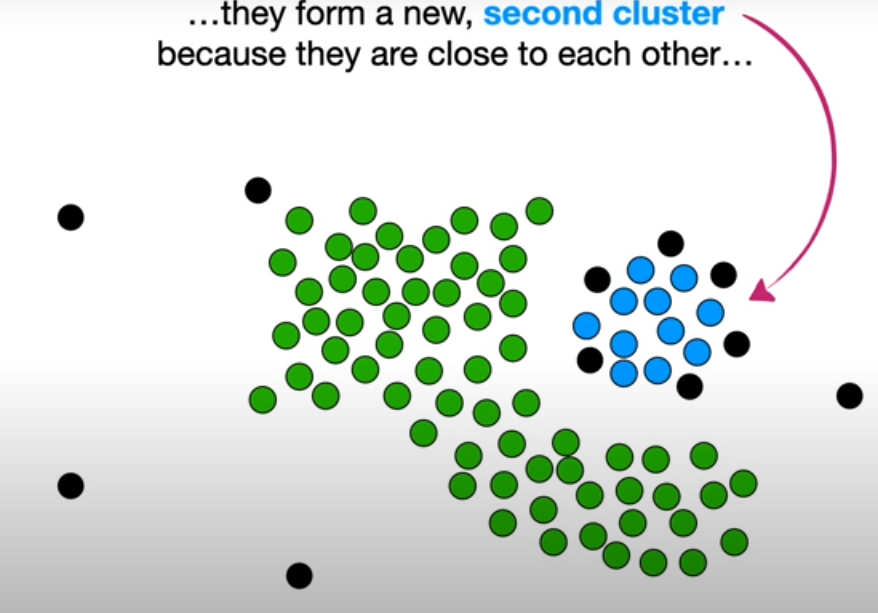 …they form a new, second cluster
because they are close to each other…